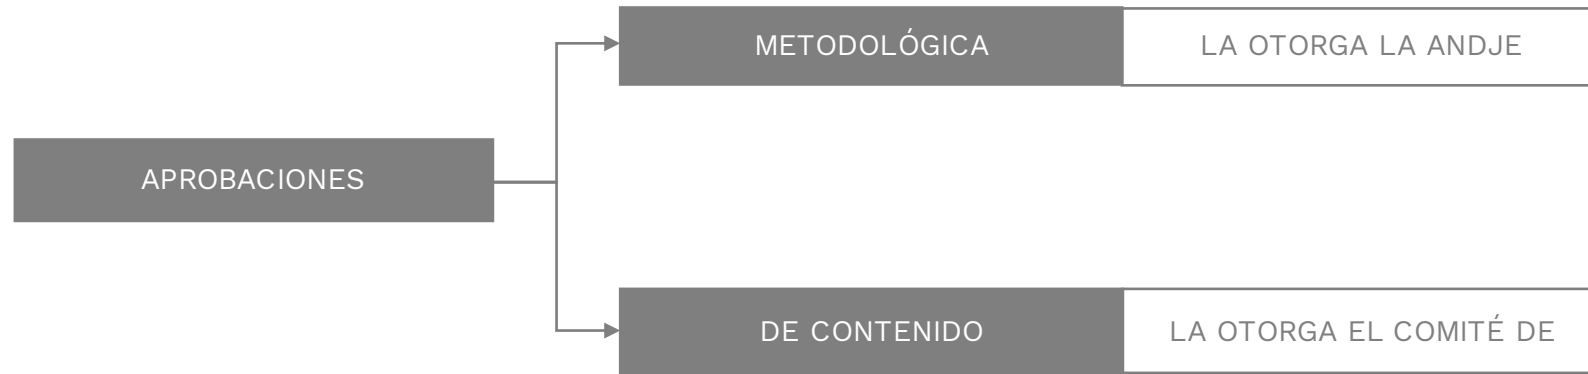 METODOLÓGICA
LA OTORGA LA ANDJE
APROBACIONES
DE CONTENIDO
LA OTORGA EL COMITÉ DE